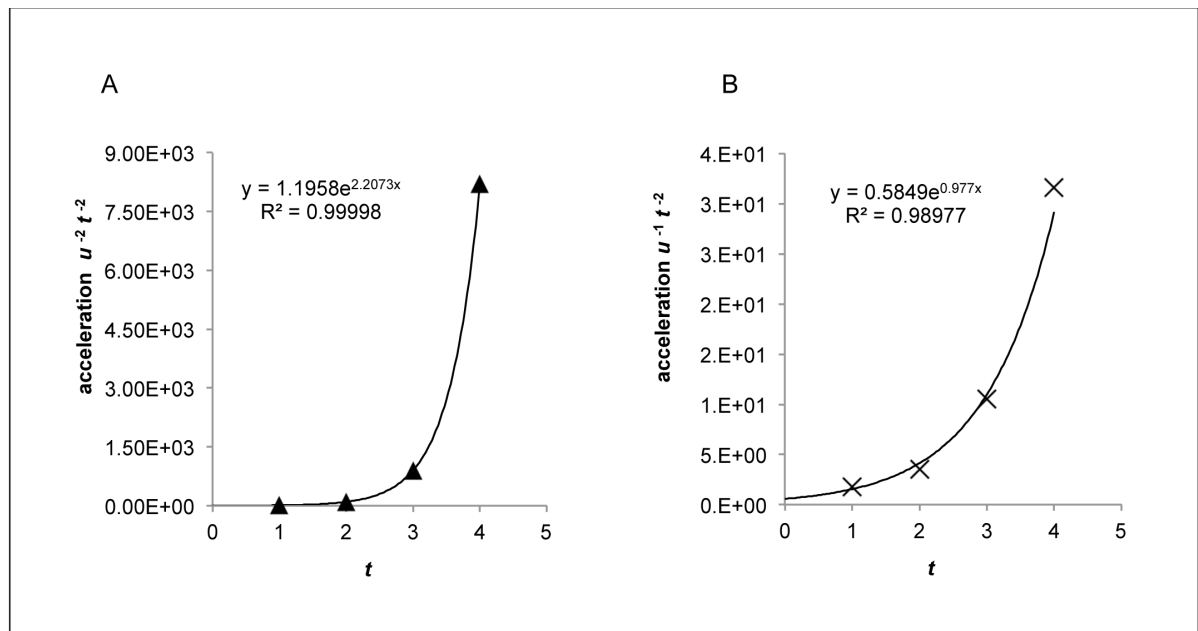 A
9.00E+03
7.50E+03
6.00E+03
4.50E+03
3.00E+03
1.50E+03
0.00E+00
acceleration u ⁻² t ⁻²
y = 1.1958e²·²⁰⁷³ˣ
R² = 0.99998
0 1 2 3 4 5
t
B
4.E+01
3.E+01
3.E+01
2.E+01
2.E+01
1.E+01
5.E+00
0.E+00
acceleration u ⁻¹ t ⁻²
y = 0.5849e⁰·⁹⁷⁷ˣ
R² = 0.98977
0 1 2 3 4 5
t